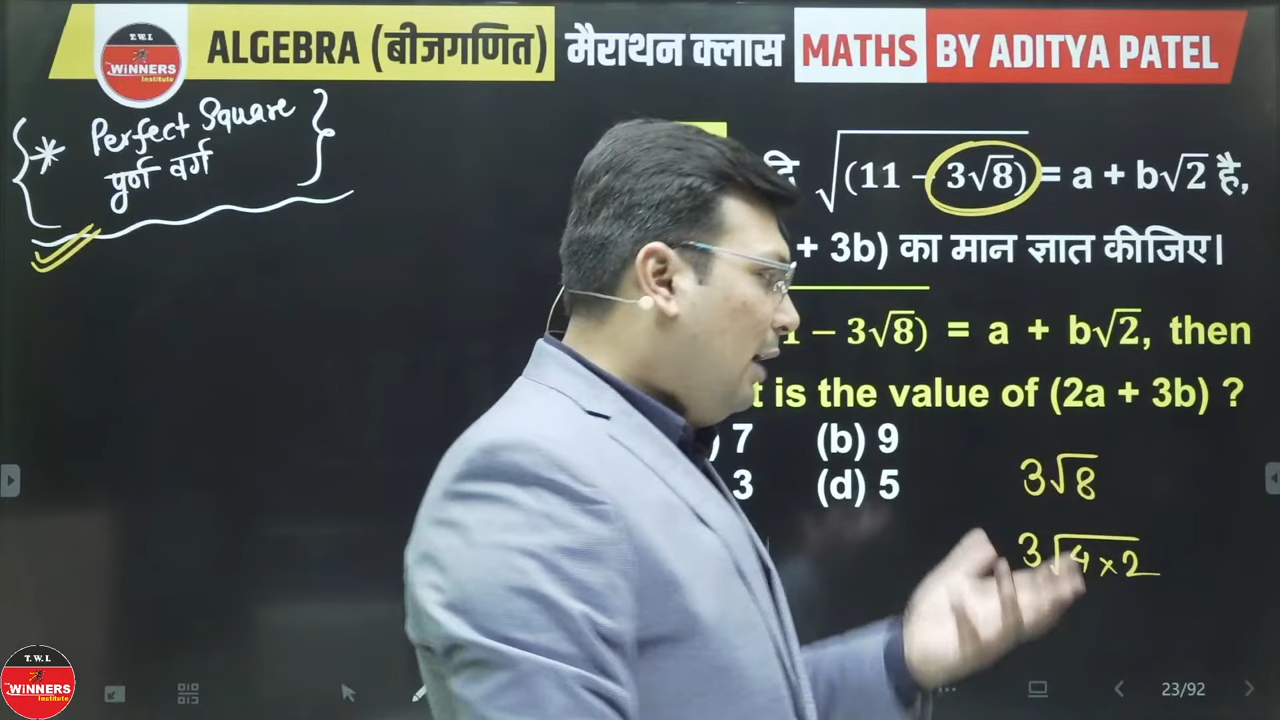 T.W.I.
The WiNNERS
Institute
ALGEBRA (बीजगणित) मैराथन क्लास MATHS BY ADITYA PATEL
* Perfect Square
पूर्ण वर्ग
√(11 − 3√8) = a + b√2 है,
+ 3b) का मान ज्ञात कीजिए।
− 3√8) = a + b√2, then
is the value of (2a + 3b) ?
) 7 (b) 9
3 (d) 5
3√8
3√4×2
T.W.I.
WiNNERS
Institute
23/92